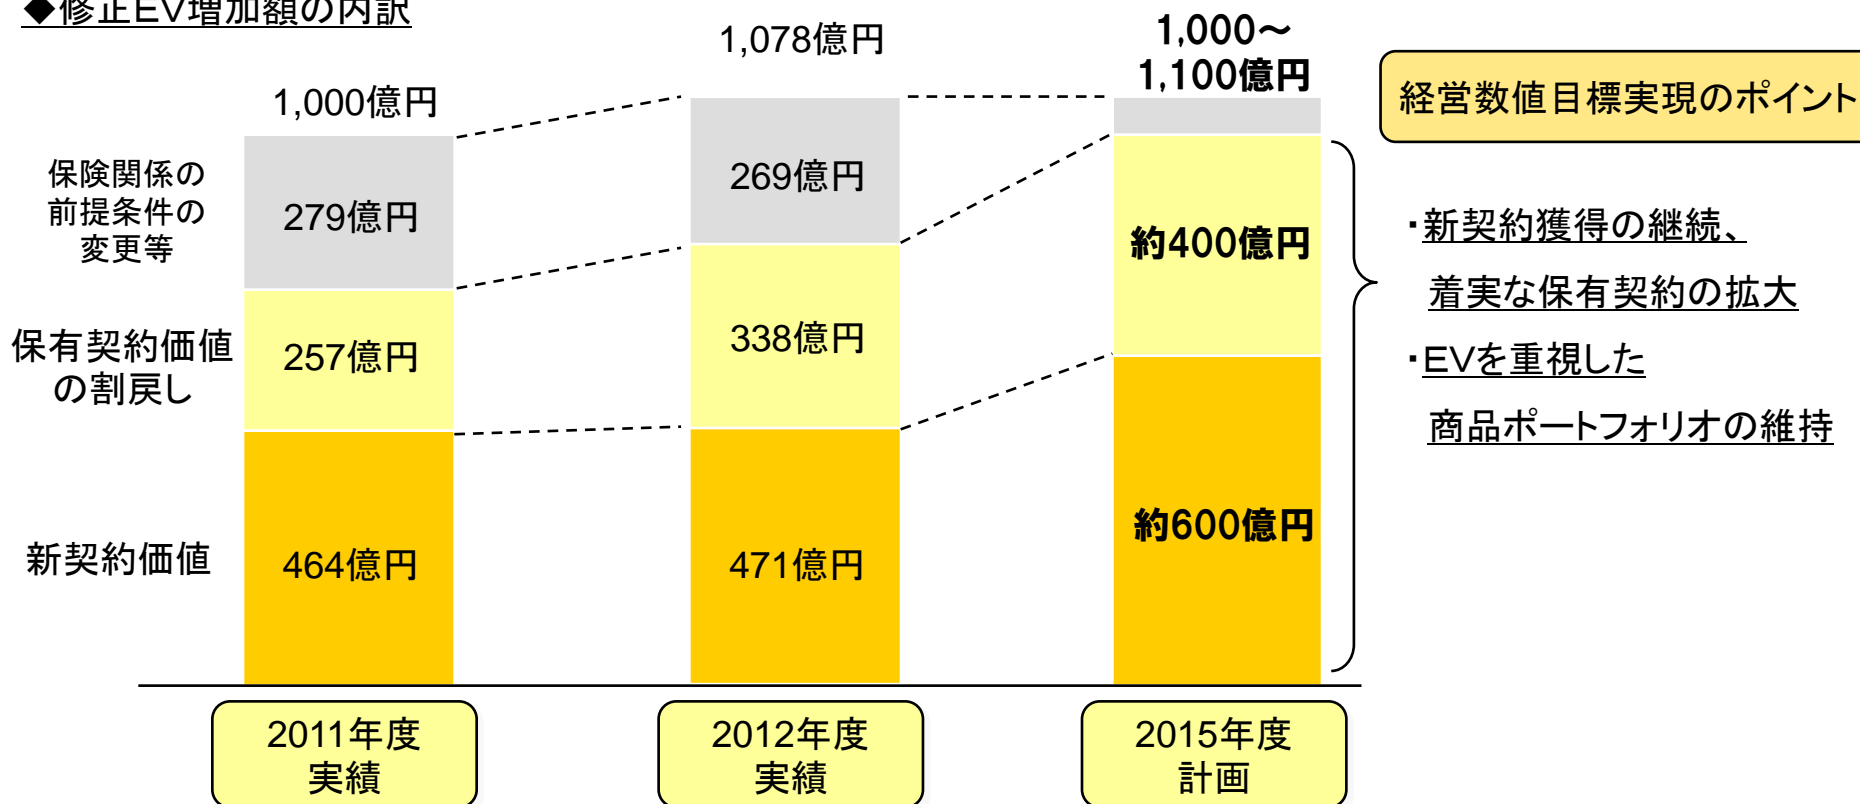 ◆修正EV増加額の内訳
1,000億円
1,078億円
1,000～
1,100億円
保険関係の
前提条件の
変更等
279億円
269億円
保有契約価値
の割戻し
257億円
338億円
約400億円
新契約価値
464億円
471億円
約600億円
2011年度
実績
2012年度
実績
2015年度
計画
経営数値目標実現のポイント
・新契約獲得の継続、
着実な保有契約の拡大
・EVを重視した
商品ポートフォリオの維持